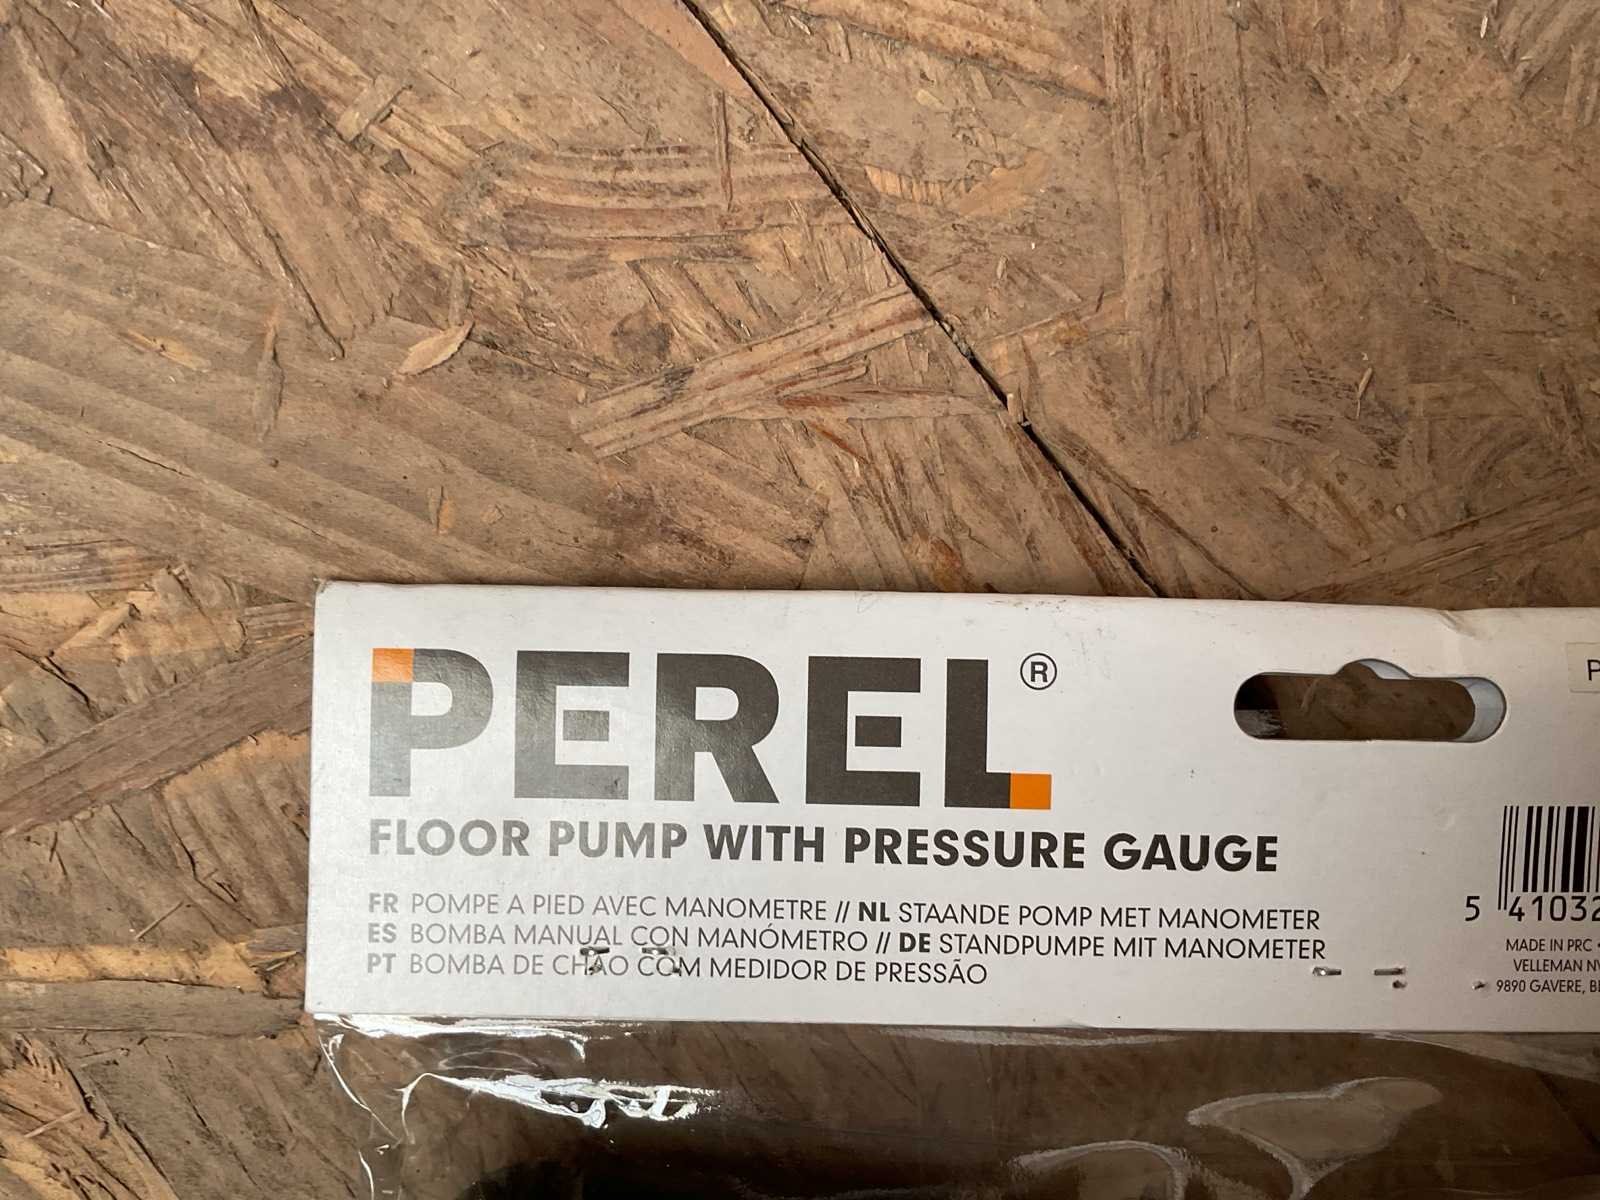 PEREL®
FLOOR PUMP WITH PRESSURE GAUGE
FR POMPE A PIED AVEC MANOMETRE // NL STAANDE POMP MET MANOMETER
ES BOMBA MANUAL CON MANÓMETRO // DE STANDPUMPE MIT MANOMETER
PT BOMBA DE CHÃO COM MEDIDOR DE PRESSÃO
P
5 41032
MADE IN PRC •
VELLEMAN NV
9890 GAVERE, BE